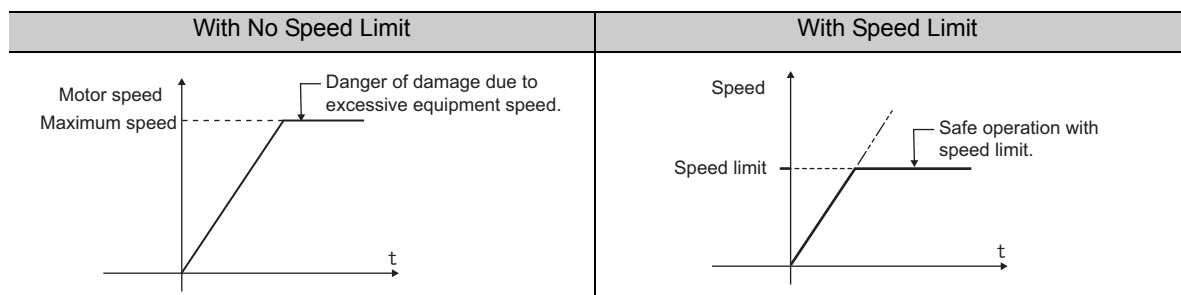 With No Speed Limit
With Speed Limit
Motor speed
Maximum speed
Danger of damage due to
excessive equipment speed.
t
Speed
Speed limit
Safe operation with
speed limit.
t